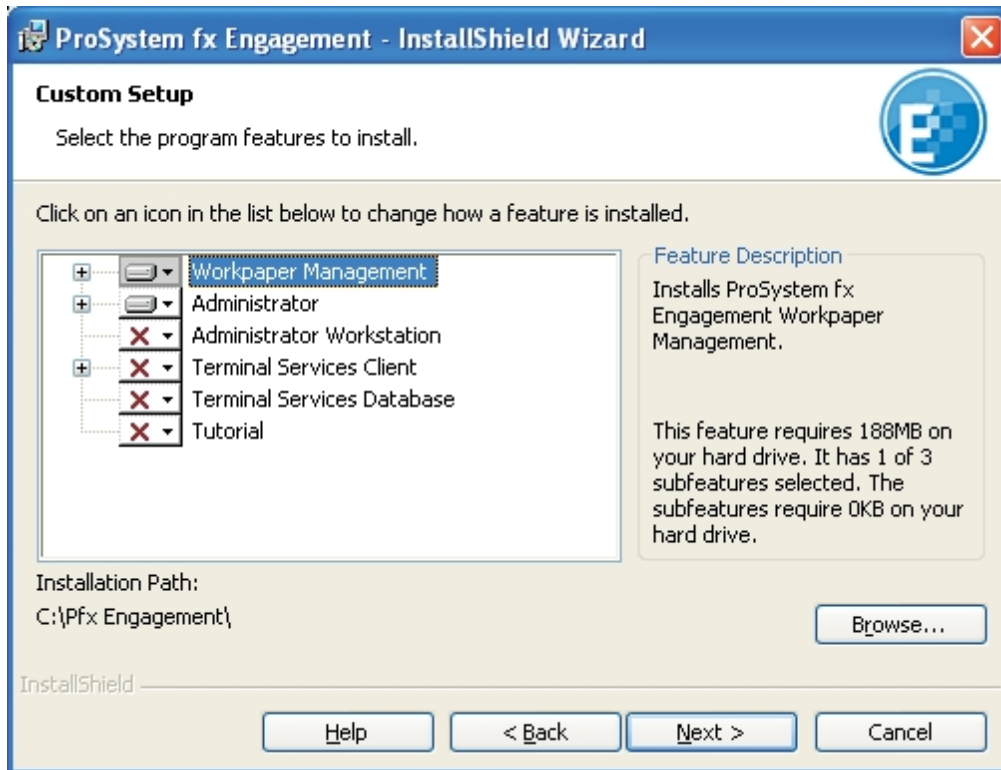 ProSystem fx Engagement - InstallShield Wizard
Custom Setup
Select the program features to install.
E
Click on an icon in the list below to change how a feature is installed.
Workpaper Management
Administrator
Administrator Workstation
Terminal Services Client
Terminal Services Database
Tutorial
Feature Description
Installs ProSystem fx
Engagement Workpaper
Management.
This feature requires 188MB on
your hard drive. It has 1 of 3
subfeatures selected. The
subfeatures require 0KB on your
hard drive.
Installation Path:
C:\Pfx Engagement\
Browse...
InstallShield
Help
< Back
Next >
Cancel